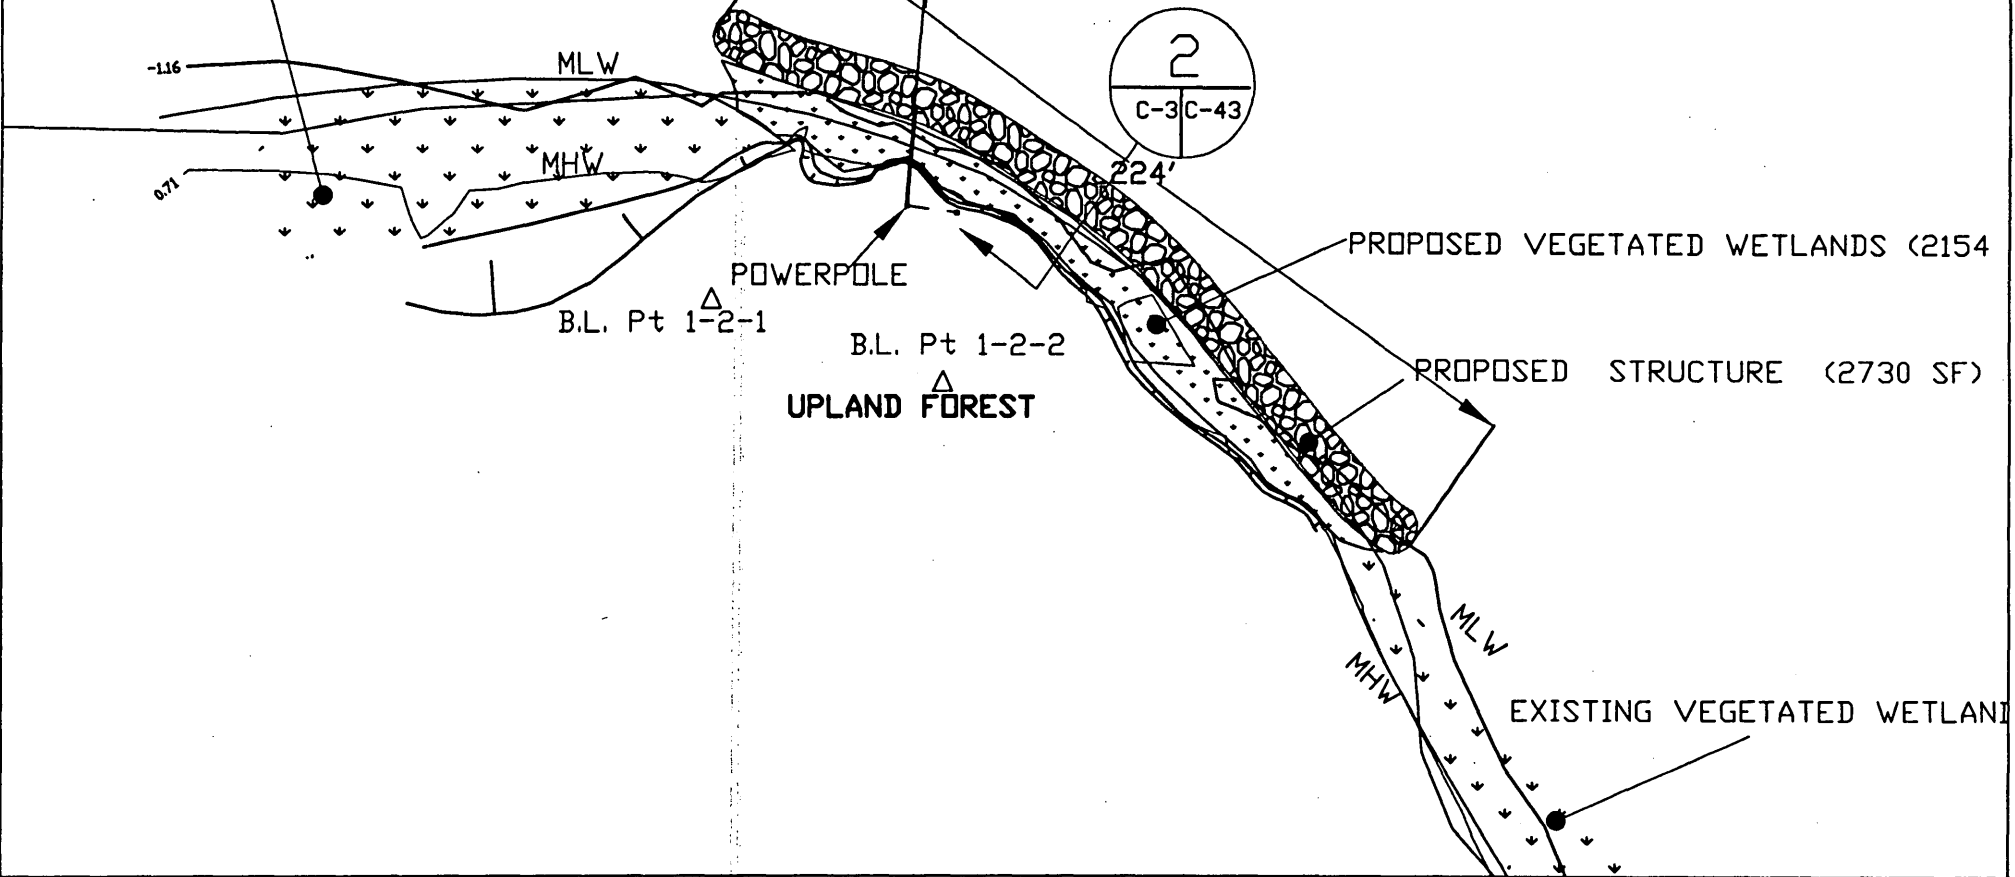 2
MLW
-1.16
C-3 C-43
MHW
224'
0.71
PROPOSED VEGETATED WETLANDS (2154
POWERPOLE
B.L. Pt 1-2-1
B.L. Pt 1-2-2
PROPOSED STRUCTURE (2730 SF)
UPLAND FOREST
MLW
MHW
EXISTING VEGETATED WETLAND